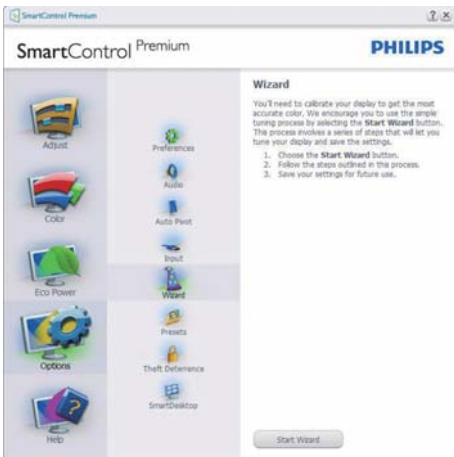 SmartControl Premium
? X
SmartControl Premium
PHILIPS
Adjust
Color
Eco Power
Options
Help
Preferences
Audio
Auto Pivot
Input
Wizard
Presets
Theft Deterrence
SmartDesktop
Wizard
You'll need to calibrate your display to get the most
accurate color. We encourage you to use the simple
tuning process by selecting the Start Wizard button.
The process involves a series of steps that will let you
tune your display and save the settings.
1. Choose the Start Wizard button.
2. Follow the steps outlined in this process.
3. Save your settings for future use.
Start Wizard